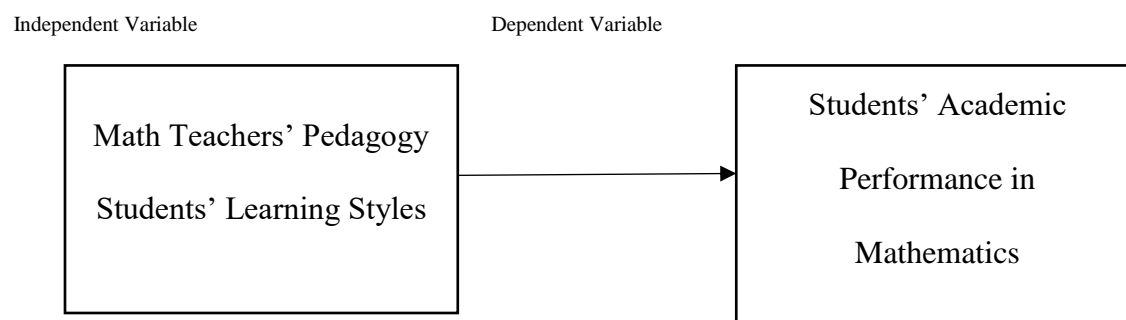 Independent Variable
Dependent Variable
Math Teachers’ Pedagogy
Students’ Learning Styles
Students’ Academic
Performance in
Mathematics